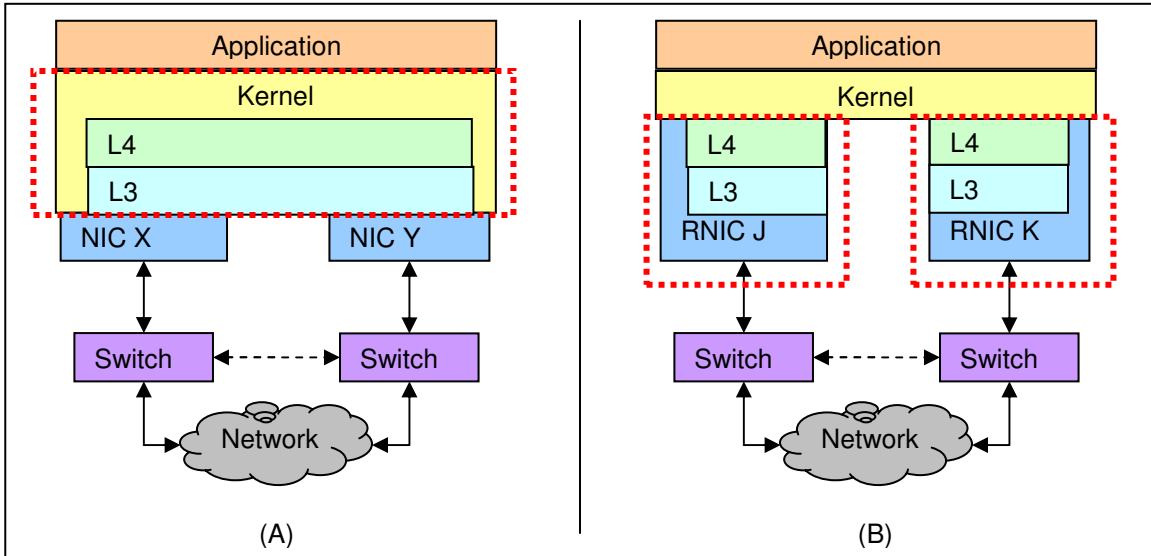 Application
Kernel
L4
L3
NIC X
NIC Y
Switch
Switch
Network
(A)
Application
Kernel
L4
L3
RNIC J
L4
L3
RNIC K
Switch
Switch
Network
(B)